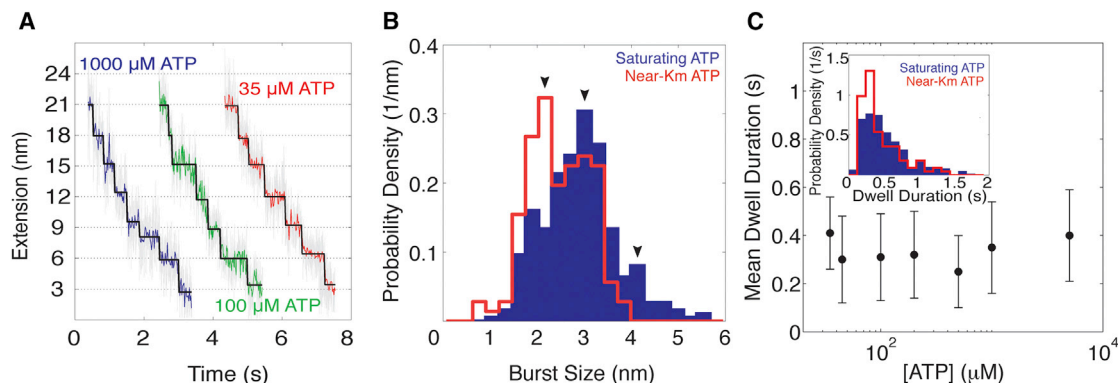 A
1000 µM ATP
35 µM ATP
100 µM ATP
24
21
18
15
12
9
6
3
Extension (nm)
0 2 4 6 8
Time (s)
B
Saturating ATP
Near-Km ATP
0.4
0.3
0.2
0.1
Probability Density (1/nm)
0 1 2 3 4 5 6
Burst Size (nm)
C
1
0.8
0.6
0.4
0.2
0
Mean Dwell Duration (s)
10² 10³ 10⁴
[ATP] (µM)
Saturating ATP
Near-Km ATP
1.5
1
.5
Probability Density (1/s)
0 0.5 1 1.5 2
Dwell Duration (s)